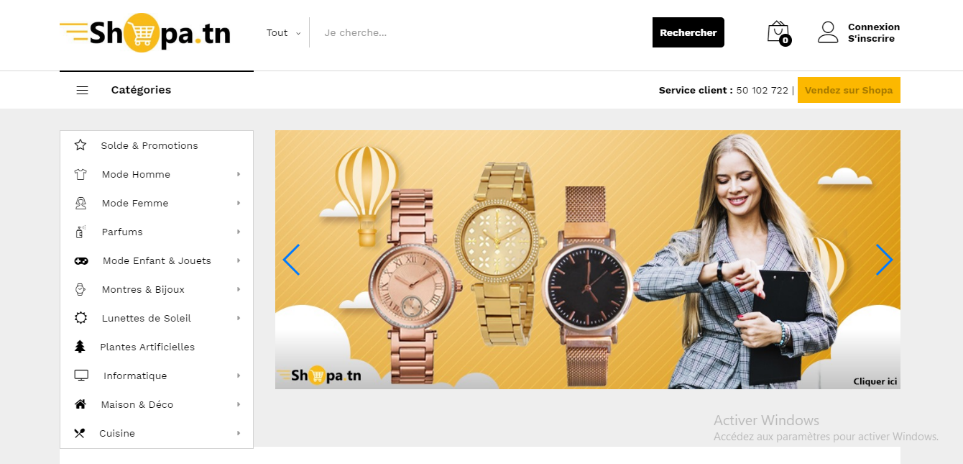 Shopa.tn
Tout
Je cherche...
Rechercher
0
Connexion
S'inscrire
Catégories
Service client : 50 102 722 |
Vendez sur Shopa
Solde & Promotions
Mode Homme
Mode Femme
Parfums
Mode Enfant & Jouets
Montres & Bijoux
Lunettes de Soleil
Plantes Artificielles
Informatique
Maison & Déco
Cuisine
Shopa.tn
Cliquer ici
Activer Windows
Accédez aux paramètres pour activer Windows.